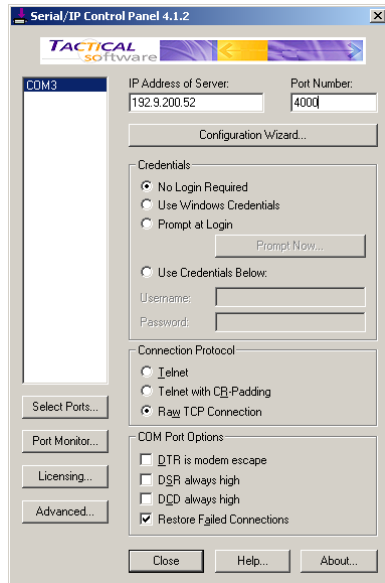 Serial/IP Control Panel 4.1.2
TACTICAL
software
COM3
IP Address of Server:
Port Number:
192.9.200.52
4000
Configuration Wizard...
Credentials
No Login Required
Use Windows Credentials
Prompt at Login
Prompt Now...
Use Credentials Below:
Username:
Password:
Connection Protocol
Telnet
Telnet with CR-Padding
Raw TCP Connection
Select Ports...
Port Monitor...
Licensing...
Advanced...
COM Port Options
DTR is modem escape
DSR always high
DCD always high
Restore Failed Connections
Close
Help...
About...